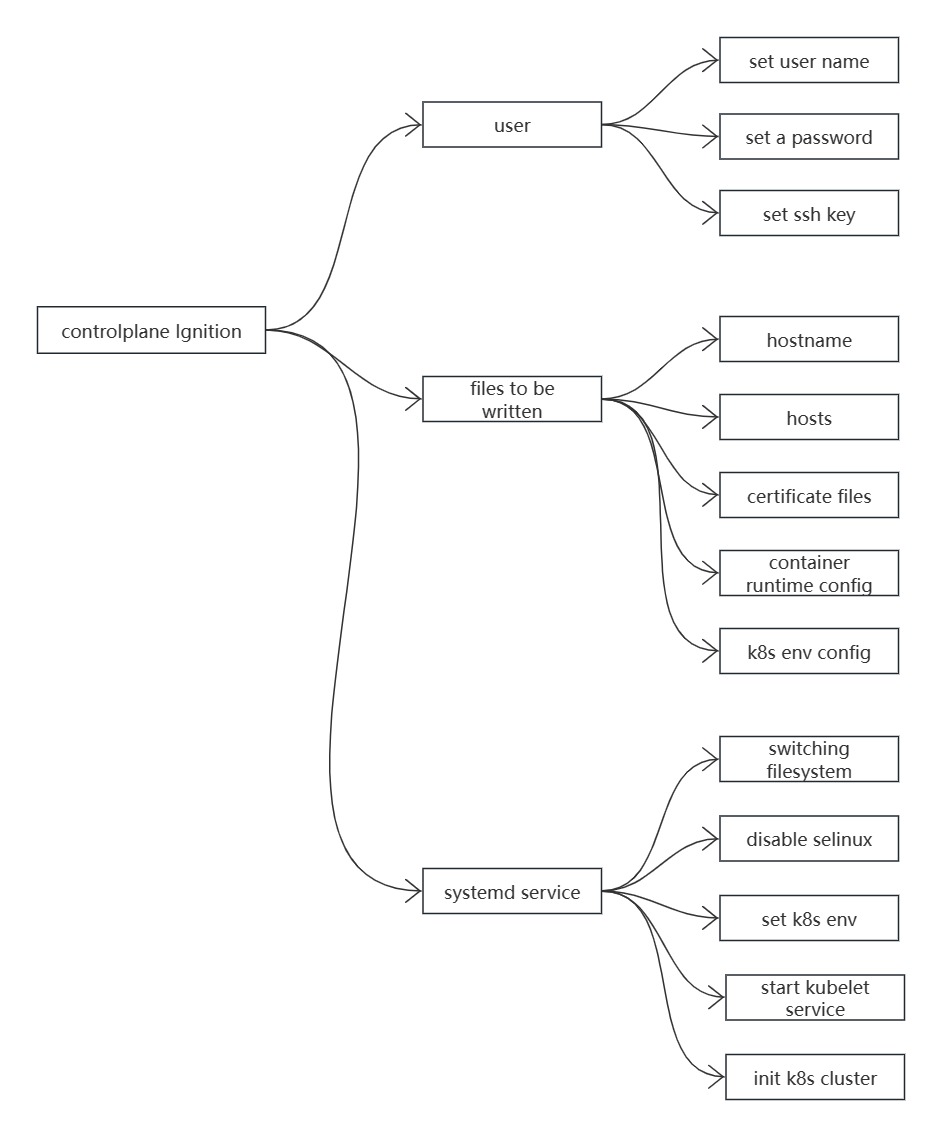 controlplane Ignition
user
set user name
set a password
set ssh key
files to be
written
hostname
hosts
certificate files
container
runtime config
k8s env config
systemd service
switching
filesystem
disable selinux
set k8s env
start kubelet
service
init k8s cluster